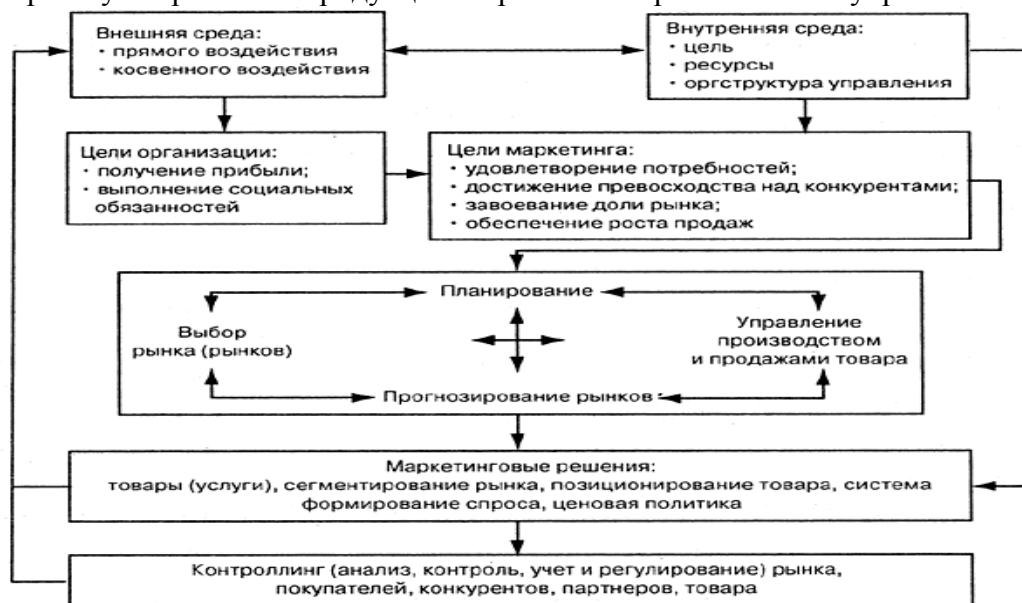 Внешняя среда:
· прямого воздействия
· косвенного воздействия
Внутренняя среда:
· цель
· ресурсы
· оргструктура управления
Цели организации:
· получение прибыли;
· выполнение социальных
обязанностей
Цели маркетинга:
· удовлетворение потребностей;
· достижение превосходства над конкурентами;
· завоевание доли рынка;
· обеспечение роста продаж
Планирование
Выбор
рынка (рынков)
Управление
производством
и продажами товара
Прогнозирование рынков
Маркетинговые решения:
товары (услуги), сегментирование рынка, позиционирование товара, система
формирование спроса, ценовая политика
Контроллинг (анализ, контроль, учет и регулирование) рынка,
покупателей, конкурентов, партнеров, товара